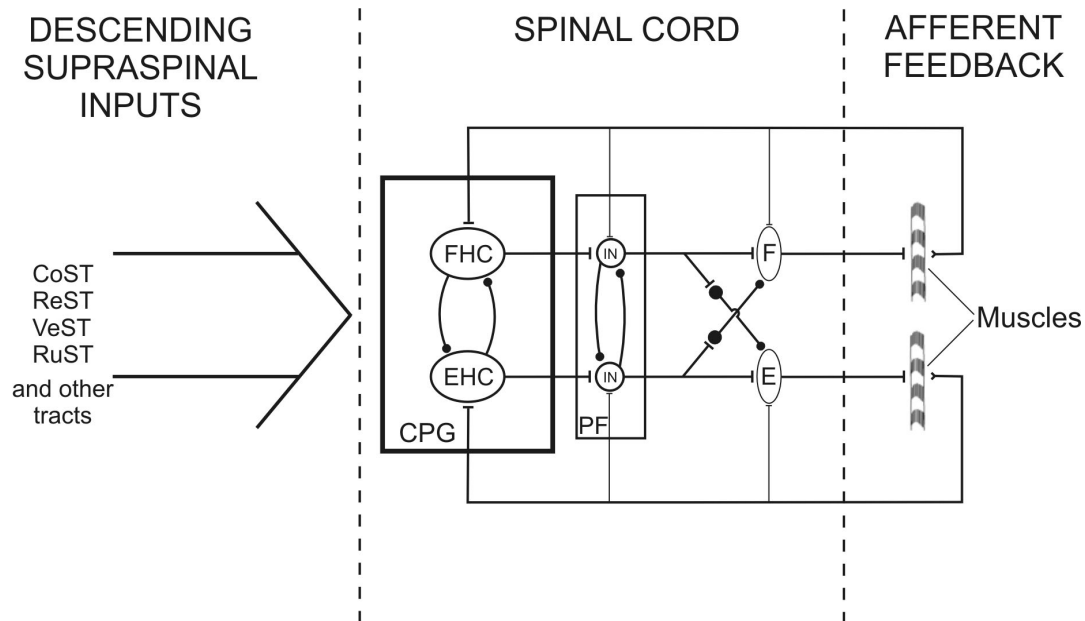 DESCENDING
SUPRASPINAL
INPUTS
SPINAL CORD
AFFERENT
FEEDBACK
CoST
ReST
VeST
RuST
and other
tracts
FHC
EHC
CPG
IN
IN
PF
F
E
Muscles